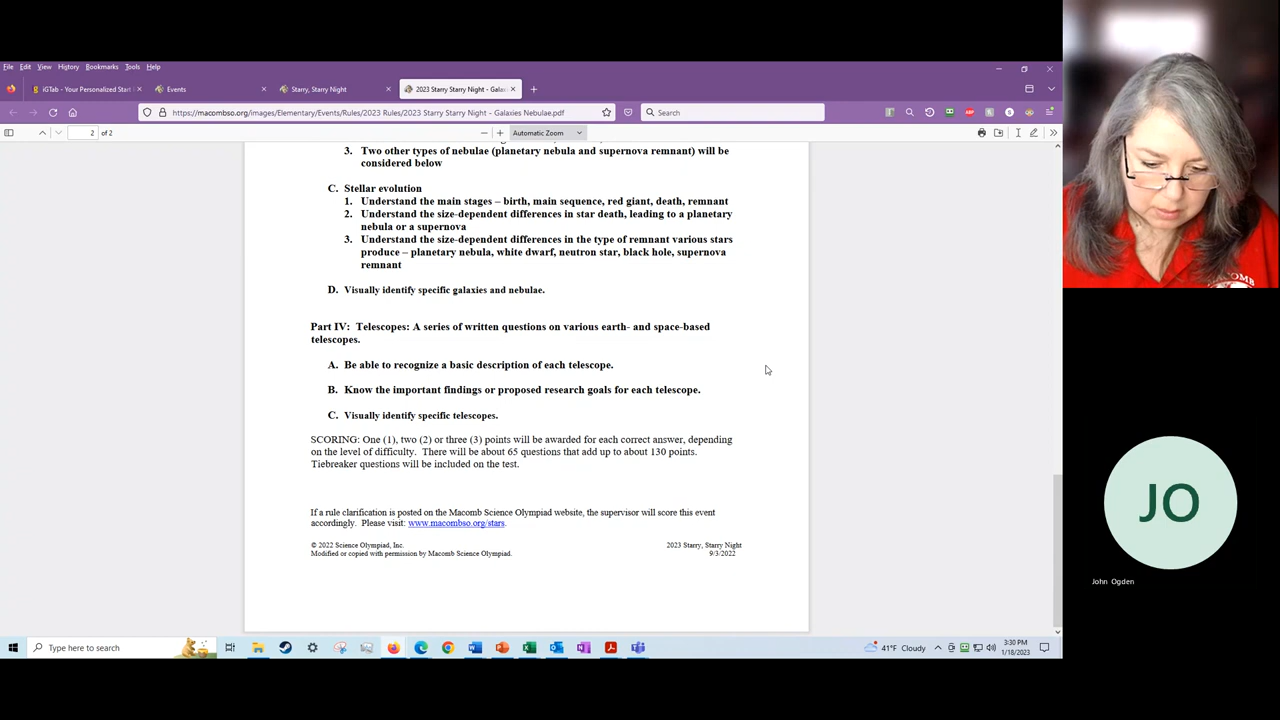 File Edit View History Bookmarks Tools Help
iGTab - Your Personalized Start
Events
Starry, Starry Night
2023 Starry Starry Night - Galax
https://macombso.org/images/Elementary/Events/Rules/2023 Rules/2023 Starry Starry Night - Galaxies Nebulae.pdf
Search
2 of 2
Automatic Zoom
3. Two other types of nebulae (planetary nebula and supernova remnant) will be
considered below
C. Stellar evolution
1. Understand the main stages – birth, main sequence, red giant, death, remnant
2. Understand the size-dependent differences in star death, leading to a planetary
nebula or a supernova
3. Understand the size-dependent differences in the type of remnant various stars
produce – planetary nebula, white dwarf, neutron star, black hole, supernova
remnant
D. Visually identify specific galaxies and nebulae.
Part IV: Telescopes: A series of written questions on various earth- and space-based
telescopes.
A. Be able to recognize a basic description of each telescope.
B. Know the important findings or proposed research goals for each telescope.
C. Visually identify specific telescopes.
SCORING: One (1), two (2) or three (3) points will be awarded for each correct answer, depending
on the level of difficulty. There will be about 65 questions that add up to about 130 points.
Tiebreaker questions will be included on the test.
If a rule clarification is posted on the Macomb Science Olympiad website, the supervisor will score this event
accordingly. Please visit: www.macombso.org/stars.
© 2022 Science Olympiad, Inc.
2023 Starry, Starry Night
Modified or copied with permission by Macomb Science Olympiad.
9/3/2022
JO
John Ogden
Type here to search
41°F Cloudy
3:30 PM
1/18/2023